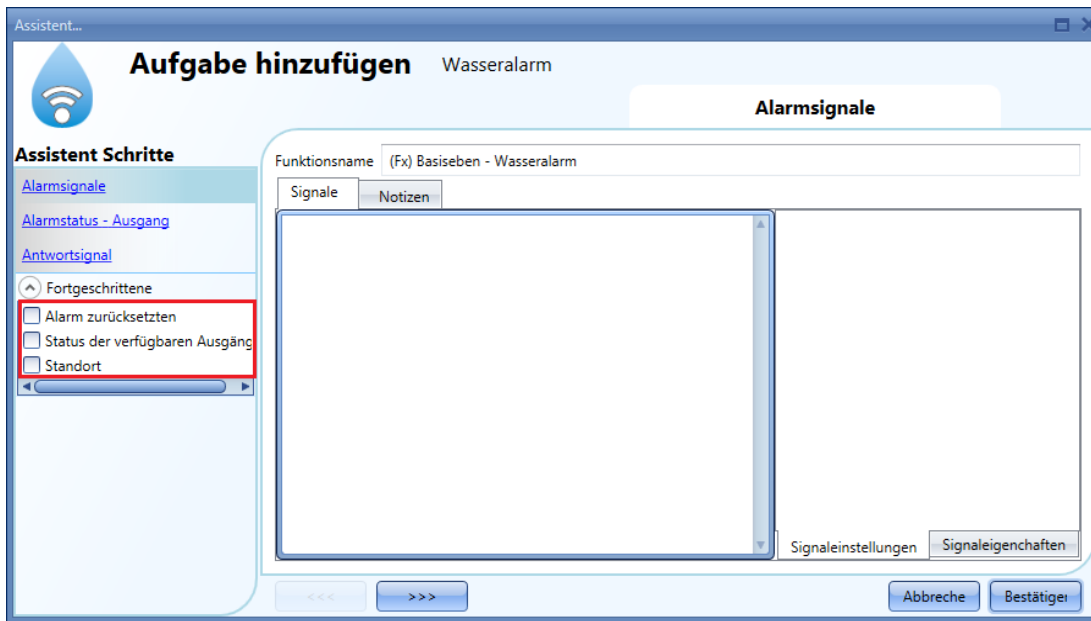 Assistent...
Aufgabe hinzufügen Wasseralarm
Alarmsignale
Assistent Schritte
Alarmsignale
Alarmstatus - Ausgang
Antwortsignal
Fortgeschrittene
Alarm zurücksetzten
Status der verfügbaren Ausgäng
Standort
Funktionsname (Fx) Basiseben - Wasseralarm
Signale Notizen
Signaleinstellungen Signaleigenchaften
<<< >>> Abbreche Bestätiger